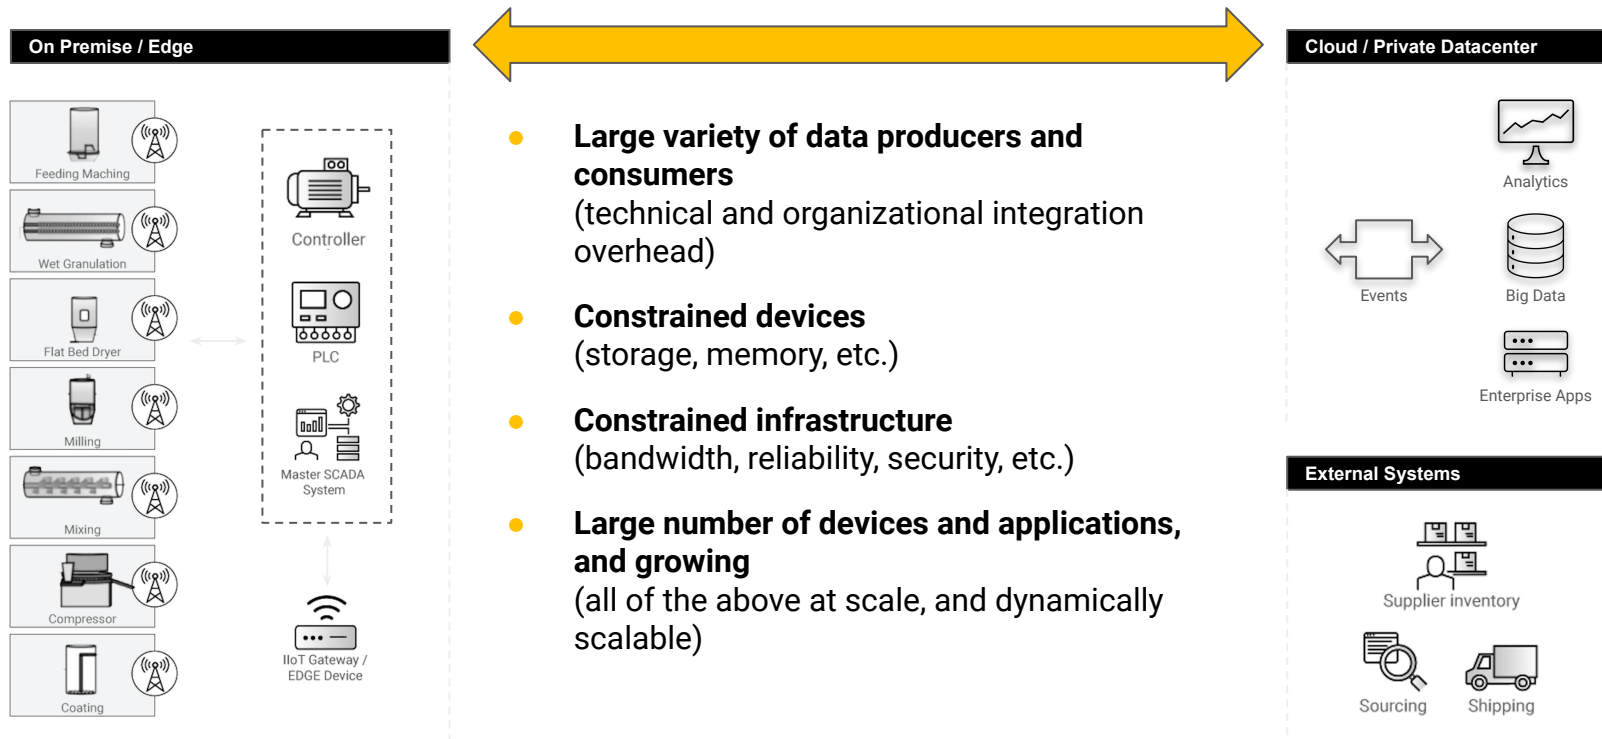 On Premise / Edge
Feeding Maching
Wet Granulation
Flat Bed Dryer
Milling
Mixing
Compressor
Coating
Controller
PLC
Master SCADA
System
IIoT Gateway /
EDGE Device
Large variety of data producers and
consumers
(technical and organizational integration
overhead)
Constrained devices
(storage, memory, etc.)
Constrained infrastructure
(bandwidth, reliability, security, etc.)
Large number of devices and applications,
and growing
(all of the above at scale, and dynamically
scalable)
Cloud / Private Datacenter
Analytics
Events
Big Data
Enterprise Apps
External Systems
Supplier inventory
Sourcing
Shipping